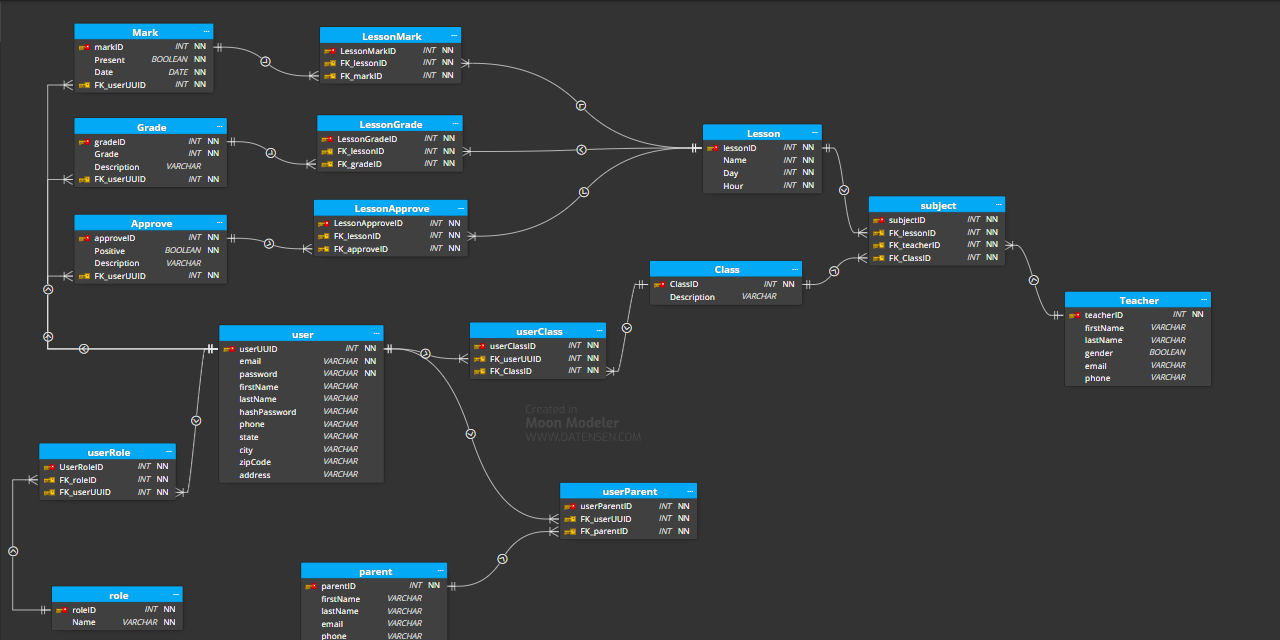 Mark
markID INT NN
Present BOOLEAN NN
Date DATE NN
FK_userUUID INT NN
LessonMark
LessonMarkID INT NN
FK_lessonID INT NN
FK_markID INT NN
Grade
gradeID INT NN
Grade INT NN
Description VARCHAR
FK_userUUID INT NN
LessonGrade
LessonGradeID INT NN
FK_lessonID INT NN
FK_gradeID INT NN
Lesson
lessonID INT NN
Name INT NN
Day INT NN
Hour INT NN
Approve
approveID INT NN
Positive BOOLEAN NN
Description VARCHAR
FK_userUUID INT NN
LessonApprove
LessonApproveID INT NN
FK_lessonID INT NN
FK_approveID INT NN
subject
subjectID INT NN
FK_lessonID INT NN
FK_teacherID INT NN
FK_ClassID INT NN
Class
ClassID INT NN
Description VARCHAR
Teacher
teacherID INT NN
firstName VARCHAR
lastName VARCHAR
gender BOOLEAN
email VARCHAR
phone VARCHAR
user
userUUID INT NN
email VARCHAR NN
password VARCHAR NN
firstName VARCHAR
lastName VARCHAR
hashPassword VARCHAR
phone VARCHAR
state VARCHAR
city VARCHAR
zipCode VARCHAR
address VARCHAR
userClass
userClassID INT NN
FK_userUUID INT NN
FK_ClassID INT NN
Created in
Moon Modeler
WWW.DATENSEN.COM
userRole
UserRoleID INT NN
FK_roleID INT NN
FK_userUUID INT NN
userParent
userParentID INT NN
FK_userUUID INT NN
FK_parentID INT NN
role
roleID INT NN
Name VARCHAR NN
parent
parentID INT NN
firstName VARCHAR
lastName VARCHAR
email VARCHAR
phone VARCHAR